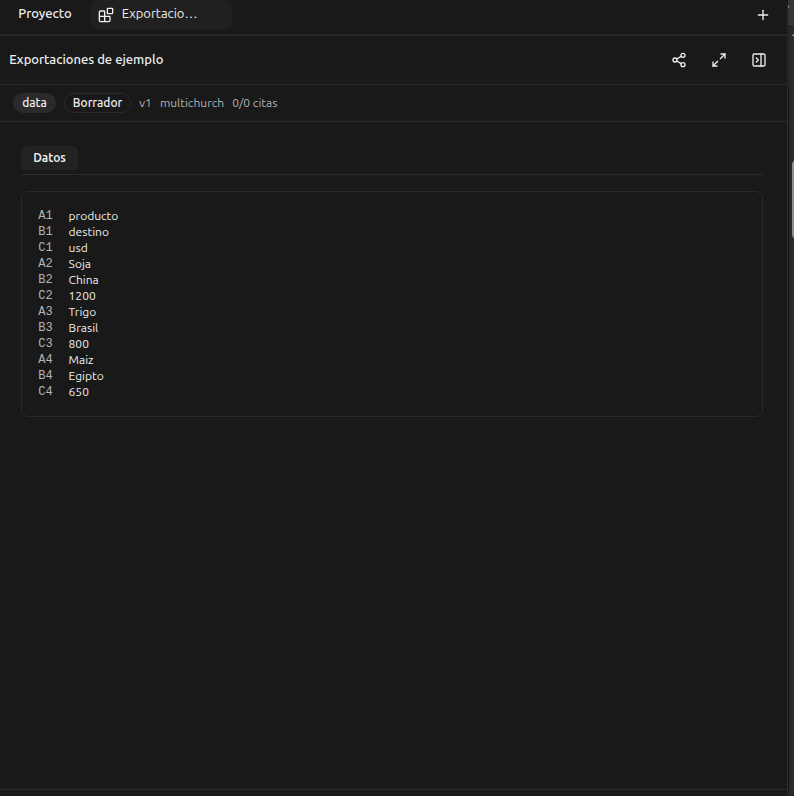 Proyecto Exportacio...
Exportaciones de ejemplo
data Borrador v1 multichurch 0/0 citas
Datos
A1 producto
B1 destino
C1 usd
A2 Soja
B2 China
C2 1200
A3 Trigo
B3 Brasil
C3 800
A4 Maiz
B4 Egipto
C4 650